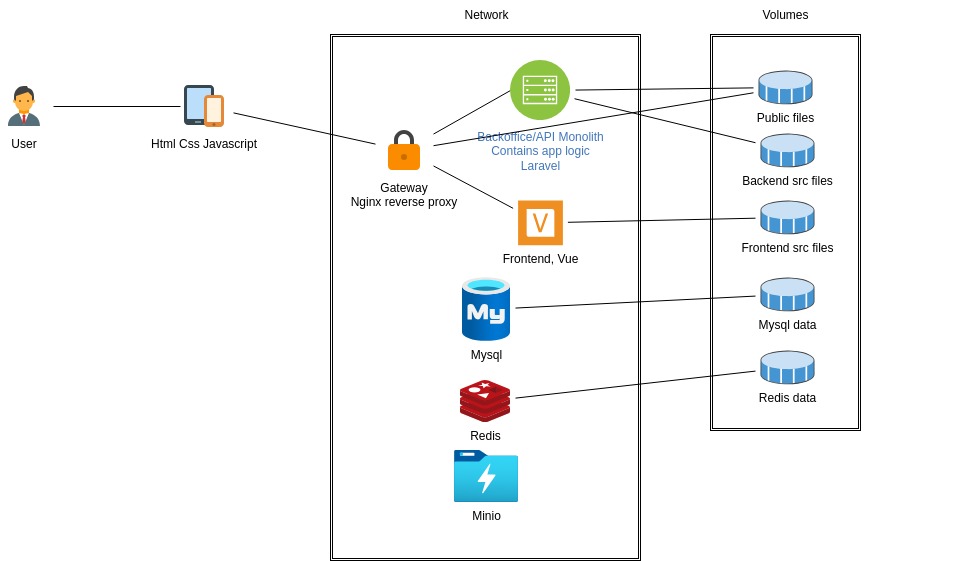 Network
Volumes
User
Html Css Javascript
Gateway
Nginx reverse proxy
Backoffice/API Monolith
Contains app logic
Laravel
V
Frontend, Vue
My
Mysql
Redis
Minio
Public files
Backend src files
Frontend src files
Mysql data
Redis data